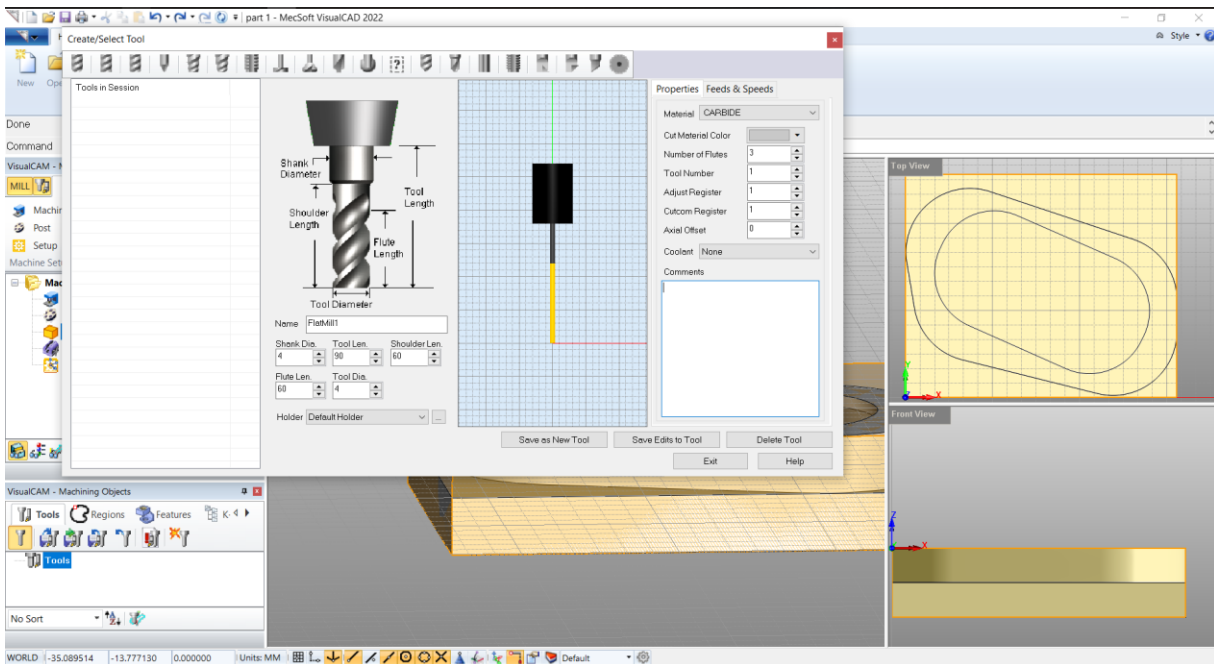 part 1 - MecSoft VisualCAD 2022
Style
Create/Select Tool
New
Done
Command
VisualCAM - M
MILL
Machin
Post
Setup
Machine Set
Mac
Tools in Session
Shank
Diameter
Tool
Length
Shoulder
Length
Flute
Length
Tool Diameter
Name FlatMill1
Shank Dia. Tool Len. Shoulder Len.
4 90 60
Flute Len. Tool Dia.
60 4
Holder Default Holder ...
Properties Feeds & Speeds
Material CARBIDE
Cut Material Color
Number of Flutes 3
Tool Number 1
Adjust Register 1
Cutcom Register 1
Axial Offset 0
Coolant None
Comments
Save as New Tool Save Edits to Tool Delete Tool
Exit Help
Top View
Y
X
Front View
Z
X
VisualCAM - Machining Objects
Tools Regions Features K
Tools
No Sort
WORLD -35.089514 -13.777130 0.000000 Units: MM Default